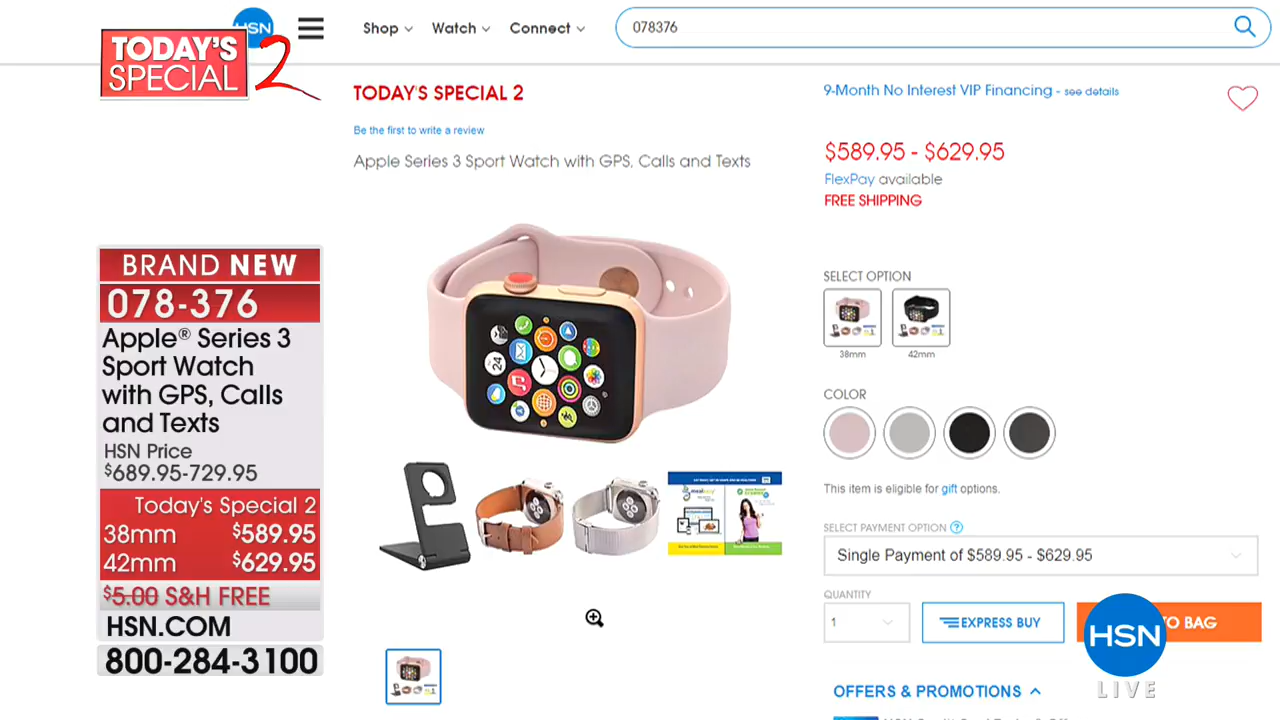 HSN
TODAY'S
SPECIAL 2
Shop
Watch
Connect
078376
TODAY'S SPECIAL 2
Be the first to write a review
Apple Series 3 Sport Watch with GPS, Calls and Texts
9-Month No Interest VIP Financing - see details
$589.95 - $629.95
FlexPay available
FREE SHIPPING
SELECT OPTION
38mm
42mm
COLOR
This item is eligible for gift options.
SELECT PAYMENT OPTION ?
Single Payment of $589.95 - $629.95
QUANTITY
1
EXPRESS BUY
TO BAG
OFFERS & PROMOTIONS
BRAND NEW
078-376
Apple® Series 3
Sport Watch
with GPS, Calls
and Texts
HSN Price
$689.95-729.95
Today's Special 2
38mm $589.95
42mm $629.95
$5.00 S&H FREE
HSN.COM
800-284-3100
24
HSN
LIVE